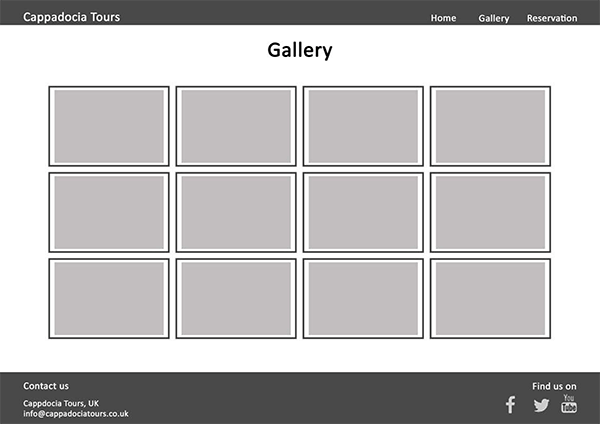 Cappadocia Tours
Home Gallery Reservation
Gallery
Contact us
Find us on
Cappdocia Tours, UK
info@cappadociatours.co.uk
You
Tube